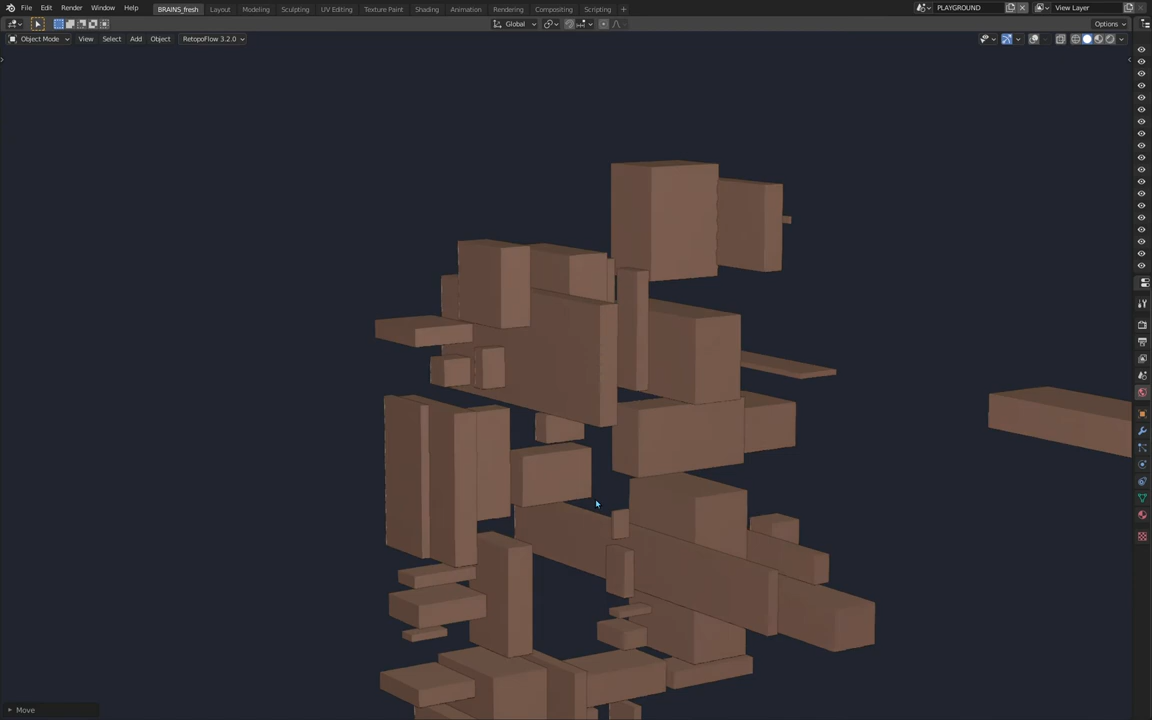 File Edit Render Window Help BRAINS_fresh Layout Modeling Sculpting UV Editing Texture Paint Shading Animation Rendering Compositing Scripting + PLAYGROUND View Layer
Global Options
Object Mode View Select Add Object RetopoFlow 3.2.0
Move